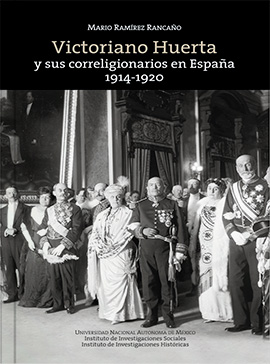 Mario Ramírez Rancaño
Victoriano Huerta
y sus correligionarios en España
1914-1920
Universidad Nacional Autónoma de México
Instituto de Investigaciones Sociales
Instituto de Investigaciones Históricas